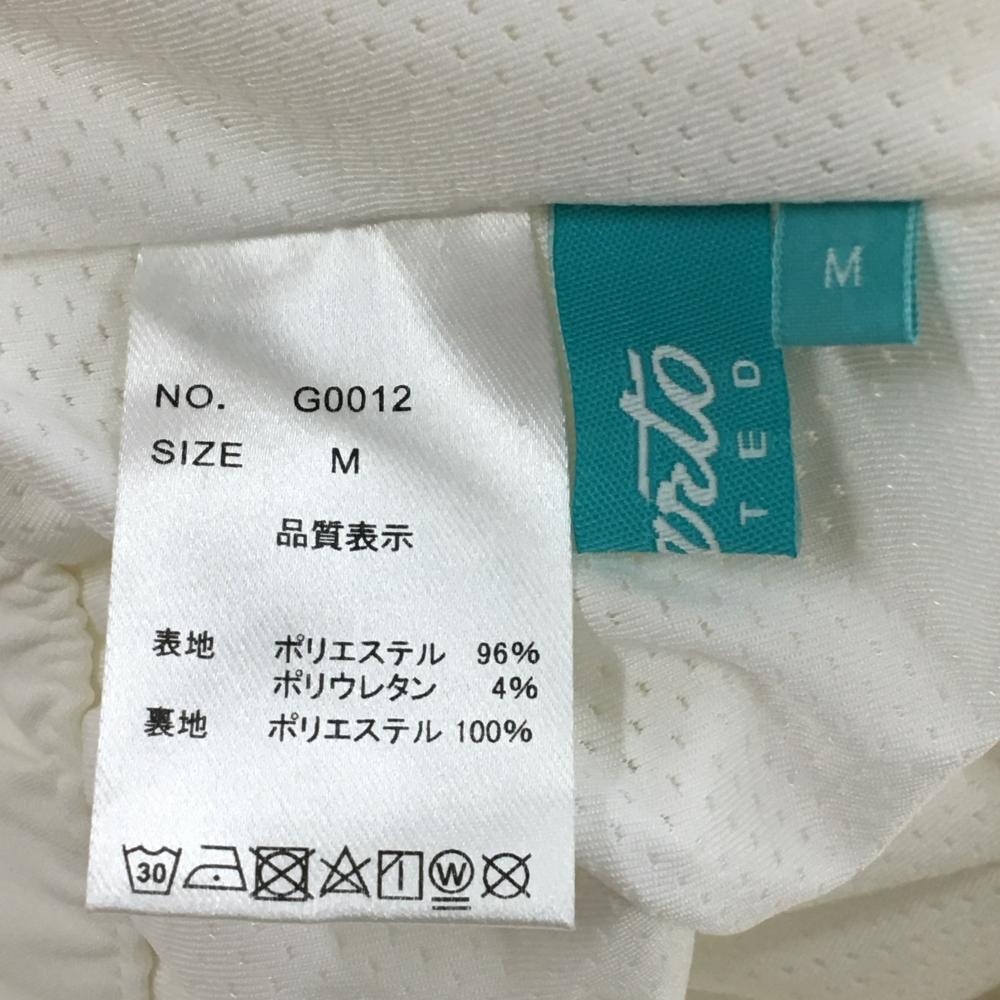 NO. G0012
SIZE M
品質表示
表地 ポリエステル 96%
ポリウレタン 4%
裏地 ポリエステル 100%
30
W
M